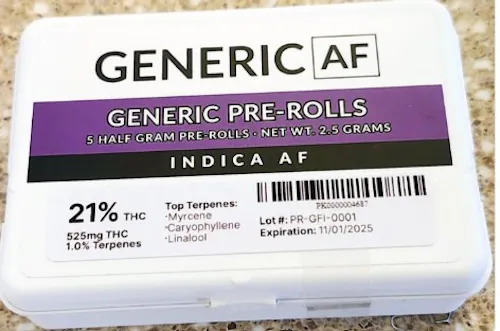 GENERIC AF
GENERIC PRE-ROLLS
5 HALF GRAM PRE-ROLLS · NET WT. 2.5 GRAMS
INDICA AF
21% THC
525mg THC
1.0% Terpenes
Top Terpenes:
·Myrcene
·Caryophyllene
·Linalool
PK0000004687
Lot #: PR-GFI-0001
Expiration: 11/01/2025